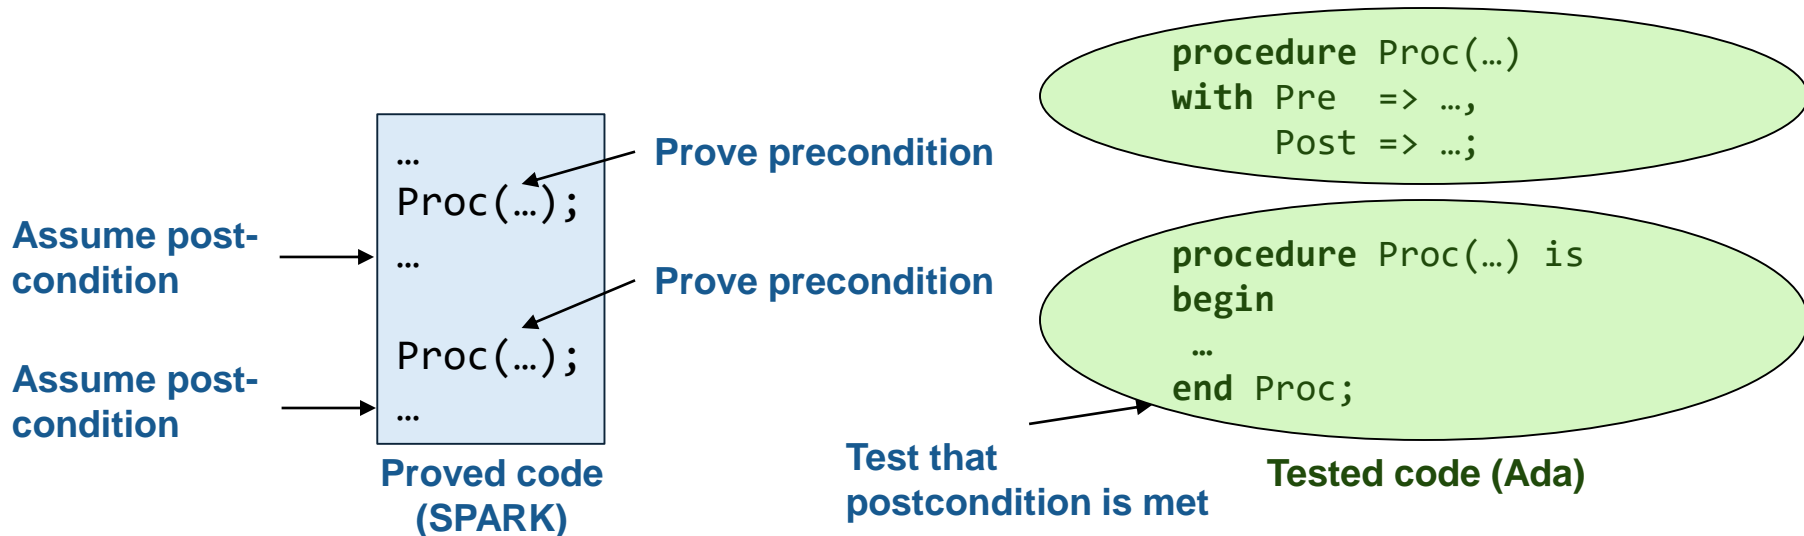 Assume post-
condition
Assume post-
condition
…
Proc(…);
…
Proc(…);
…
Proved code
(SPARK)
Prove precondition
Prove precondition
procedure Proc(…)
with Pre  => …,
     Post => …;
procedure Proc(…) is
begin
 …
end Proc;
Test that
postcondition is met
Tested code (Ada)